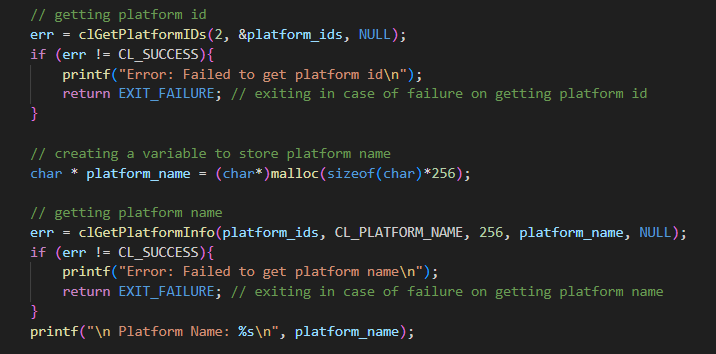 // getting platform id
err = clGetPlatformIDs(2, &platform_ids, NULL);
if (err != CL_SUCCESS){
    printf("Error: Failed to get platform id\n");
    return EXIT_FAILURE; // exiting in case of failure on getting platform id
}

// creating a variable to store platform name
char * platform_name = (char*)malloc(sizeof(char)*256);

// getting platform name
err = clGetPlatformInfo(platform_ids, CL_PLATFORM_NAME, 256, platform_name, NULL);
if (err != CL_SUCCESS){
    printf("Error: Failed to get platform name\n");
    return EXIT_FAILURE; // exiting in case of failure on getting platform name
}
printf("\n Platform Name: %s\n", platform_name);